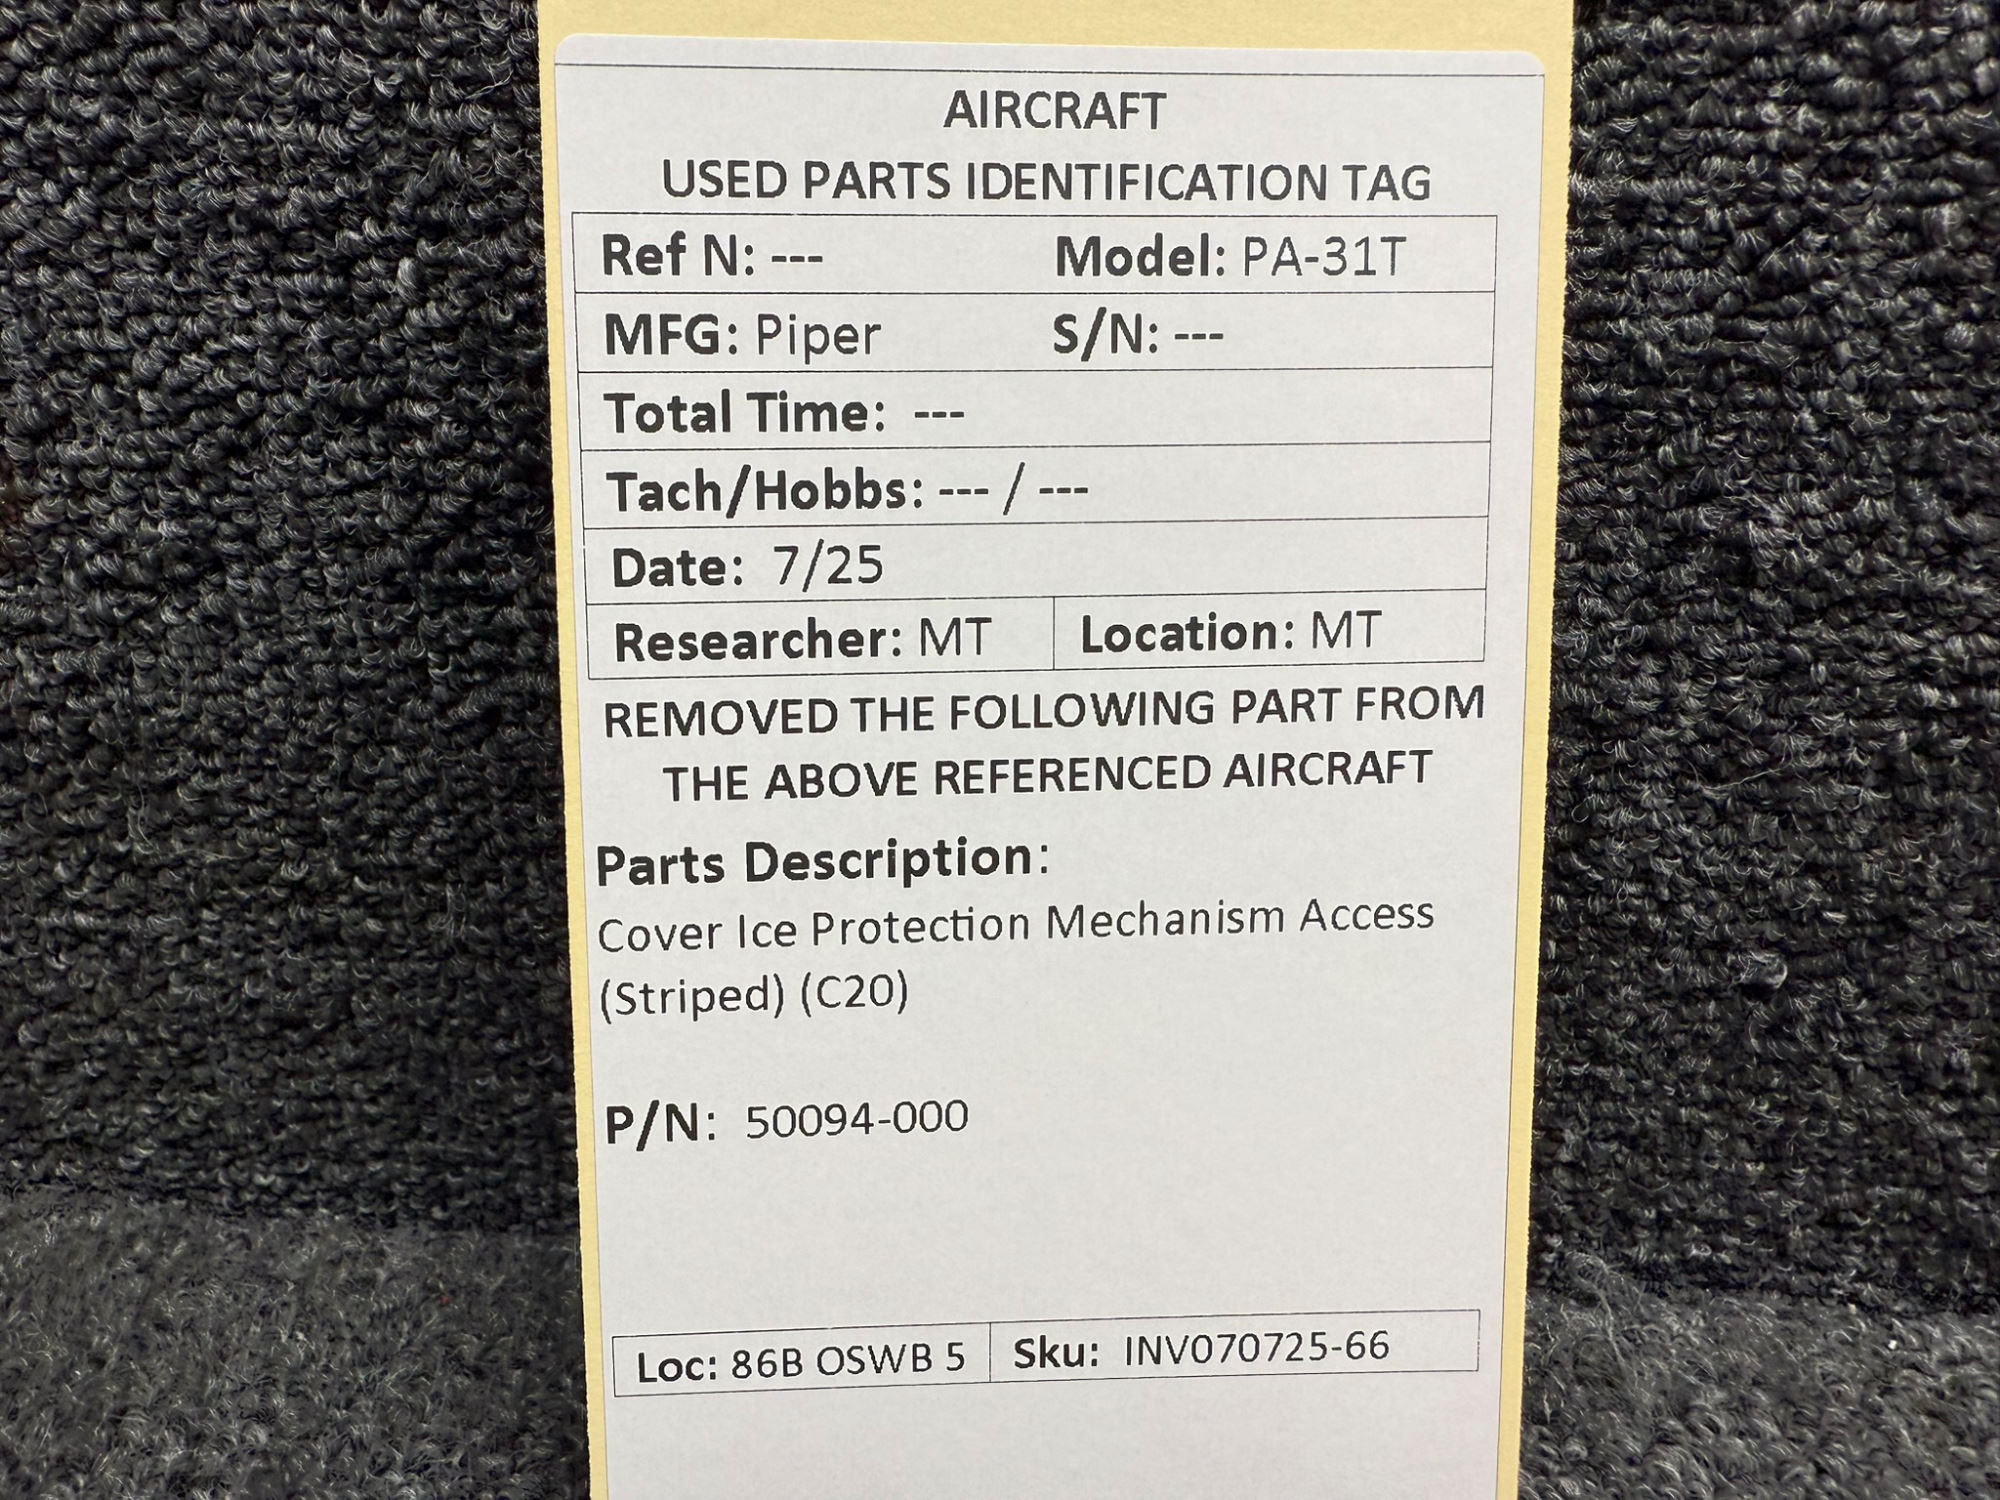 AIRCRAFT
USED PARTS IDENTIFICATION TAG
Ref N: --- Model: PA-31T
MFG: Piper S/N: ---
Total Time: ---
Tach/Hobbs: --- / ---
Date: 7/25
Researcher: MT Location: MT
REMOVED THE FOLLOWING PART FROM
THE ABOVE REFERENCED AIRCRAFT
Parts Description:
Cover Ice Protection Mechanism Access
(Striped) (C20)
P/N: 50094-000
Loc: 86B OSWB 5 Sku: INV070725-66